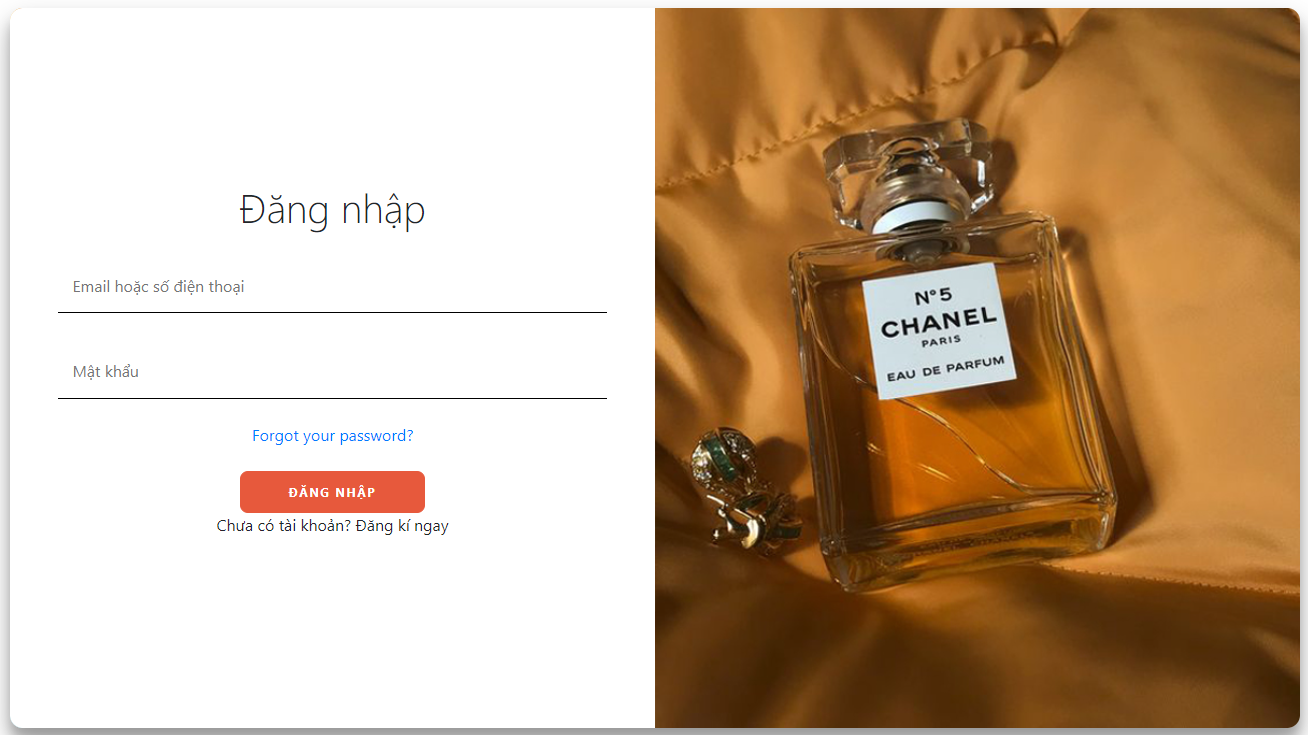 Đăng nhập
Email hoặc số điện thoại
Mật khẩu
Forgot your password?
ĐĂNG NHẬP
Chưa có tài khoản? Đăng kí ngay
N°5
CHANEL
PARIS
EAU DE PARFUM